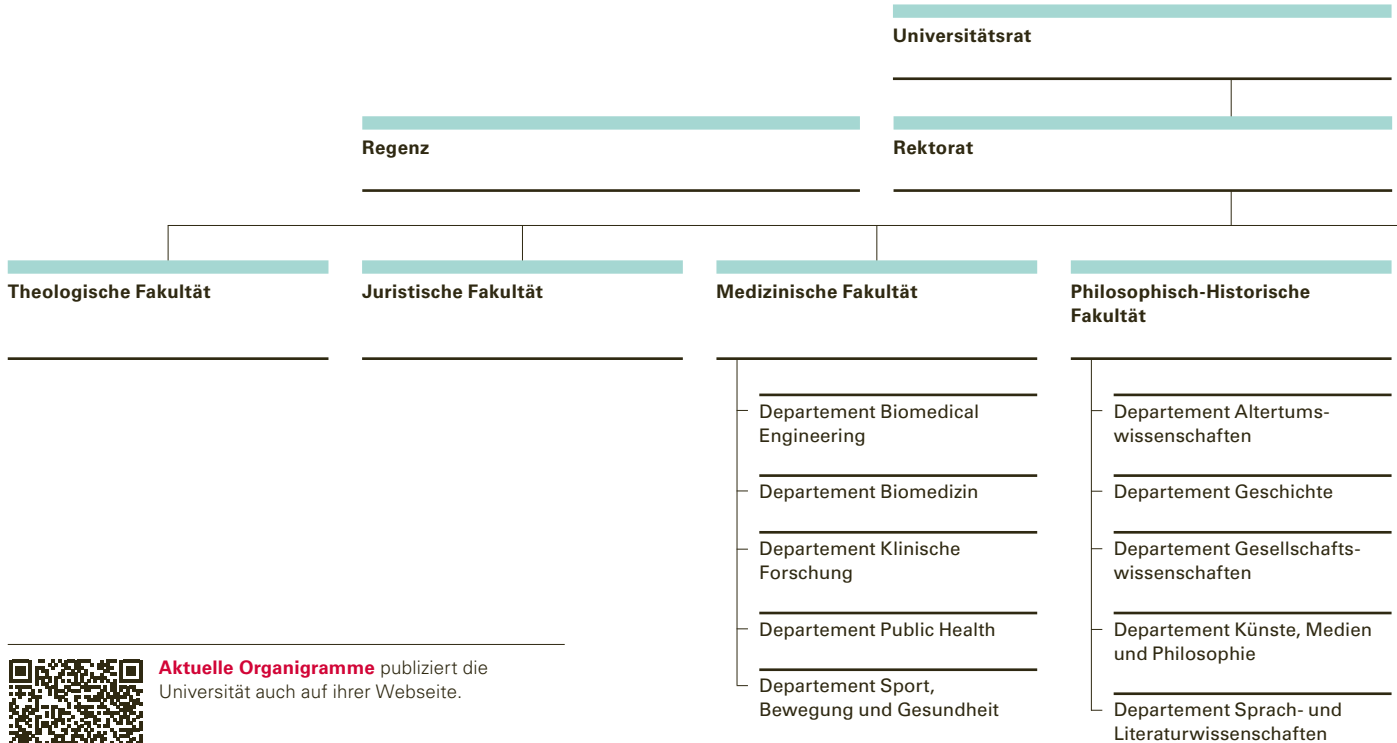 Universitätsrat
Regenz
Rektorat
Theologische Fakultät
Juristische Fakultät
Medizinische Fakultät
Philosophisch-Historische
Fakultät
Departement Biomedical
Engineering
Departement Biomedizin
Departement Klinische
Forschung
Departement Public Health
Departement Sport,
Bewegung und Gesundheit
Departement Altertums-
wissenschaften
Departement Geschichte
Departement Gesellschafts-
wissenschaften
Departement Künste, Medien
und Philosophie
Departement Sprach- und
Literaturwissenschaften
Aktuelle Organigramme publiziert die
Universität auch auf ihrer Webseite.